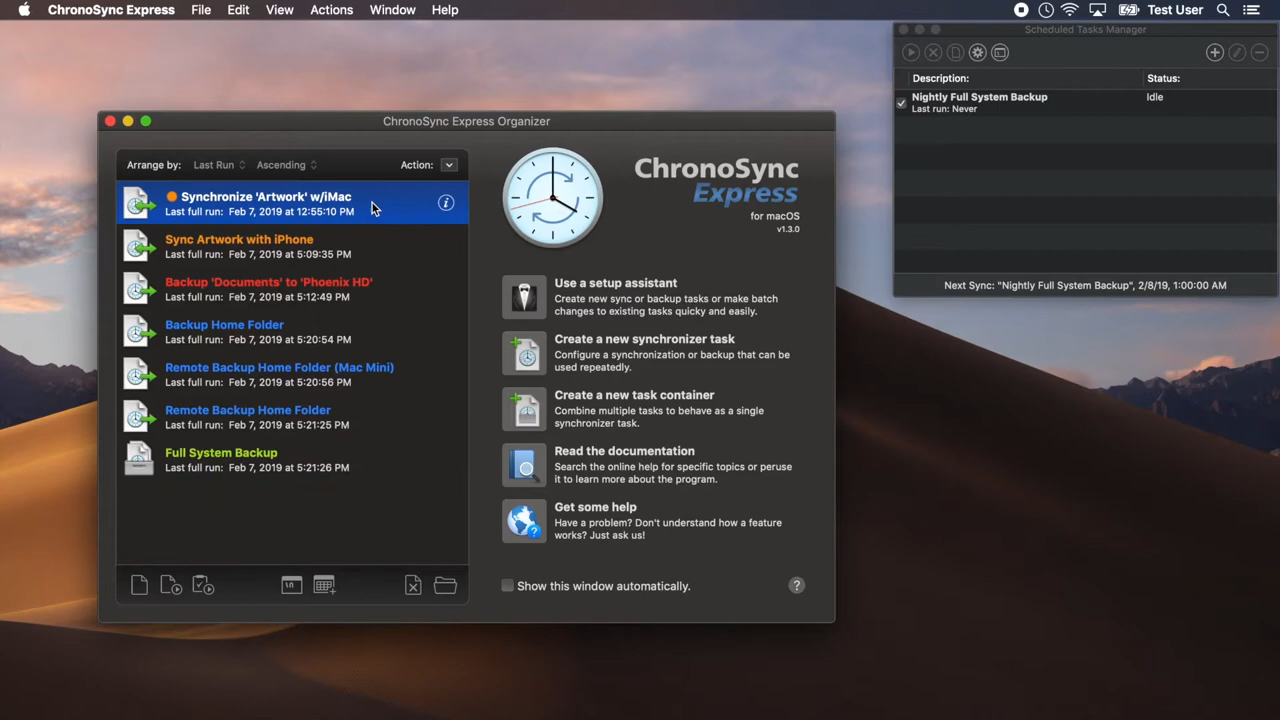 ChronoSync Express File Edit View Actions Window Help Test User
Scheduled Tasks Manager
Description: Status:
Nightly Full System Backup Idle
Last run: Never
Next Sync: "Nightly Full System Backup", 2/8/19, 1:00:00 AM
ChronoSync Express Organizer
Arrange by: Last Run Ascending Action:
Synchronize 'Artwork' w/iMac
Last full run: Feb 7, 2019 at 12:55:10 PM
Sync Artwork with iPhone
Last full run: Feb 7, 2019 at 5:09:35 PM
Backup 'Documents' to 'Phoenix HD'
Last full run: Feb 7, 2019 at 5:12:49 PM
Backup Home Folder
Last full run: Feb 7, 2019 at 5:20:54 PM
Remote Backup Home Folder (Mac Mini)
Last full run: Feb 7, 2019 at 5:20:56 PM
Remote Backup Home Folder
Last full run: Feb 7, 2019 at 5:21:25 PM
Full System Backup
Last full run: Feb 7, 2019 at 5:21:26 PM
ChronoSync
Express
for macOS
v1.3.0
Use a setup assistant
Create new sync or backup tasks or make batch
changes to existing tasks quickly and easily.
Create a new synchronizer task
Configure a synchronization or backup that can be
used repeatedly.
Create a new task container
Combine multiple tasks to behave as a single
synchronizer task.
Read the documentation
Search the online help for specific topics or peruse
it to learn more about the program.
Get some help
Have a problem? Don't understand how a feature
works? Just ask us!
Show this window automatically. ?